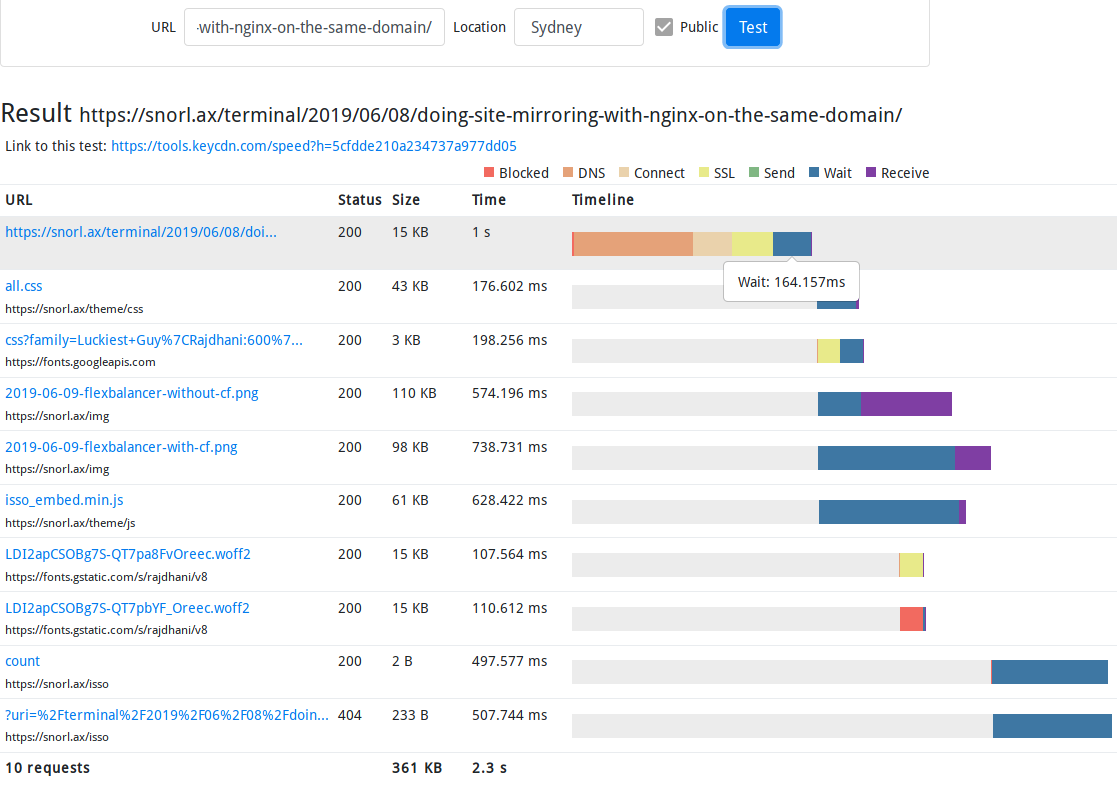 URL -with-nginx-on-the-same-domain/ Location Sydney Public Test
Result https://snorl.ax/terminal/2019/06/08/doing-site-mirroring-with-nginx-on-the-same-domain/
Link to this test: https://tools.keycdn.com/speed?h=5cfdde210a234737a977dd05
Blocked DNS Connect SSL Send Wait Receive
URL Status Size Time Timeline
https://snorl.ax/terminal/2019/06/08/doi... 200 15 KB 1 s
Wait: 164.157ms
all.css 200 43 KB 176.602 ms
https://snorl.ax/theme/css
css?family=Luckiest+Guy%7CRajdhani:600%7... 200 3 KB 198.256 ms
https://fonts.googleapis.com
2019-06-09-flexbalancer-without-cf.png 200 110 KB 574.196 ms
https://snorl.ax/img
2019-06-09-flexbalancer-with-cf.png 200 98 KB 738.731 ms
https://snorl.ax/img
isso_embed.min.js 200 61 KB 628.422 ms
https://snorl.ax/theme/js
LDI2apCSOBg7S-QT7pa8FvOreec.woff2 200 15 KB 107.564 ms
https://fonts.gstatic.com/s/rajdhani/v8
LDI2apCSOBg7S-QT7pbYF_Oreec.woff2 200 15 KB 110.612 ms
https://fonts.gstatic.com/s/rajdhani/v8
count 200 2 B 497.577 ms
https://snorl.ax/isso
?uri=%2Fterminal%2F2019%2F06%2F08%2Fdoin... 404 233 B 507.744 ms
https://snorl.ax/isso
10 requests 361 KB 2.3 s